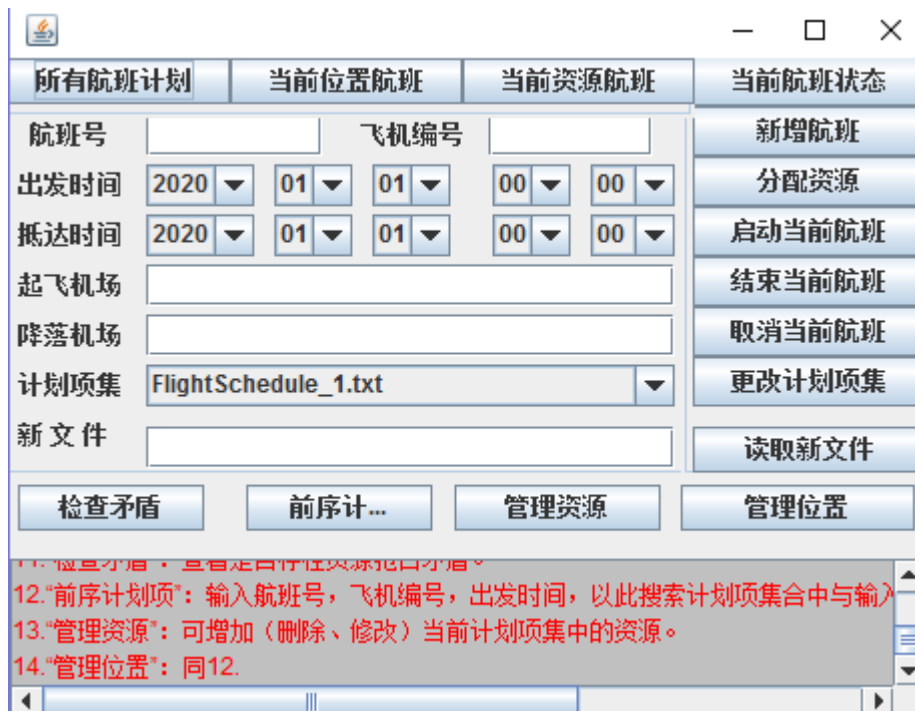 所有航班计划 当前位置航班 当前资源航班 当前航班状态
航班号 飞机编号 新增航班
出发时间 2020 01 01 00 00 分配资源
抵达时间 2020 01 01 00 00 启动当前航班
起飞机场 结束当前航班
降落机场 取消当前航班
计划项集 FlightSchedule_1.txt 更改计划项集
新文件 读取新文件
检查矛盾 前序计... 管理资源 管理位置
12.“前序计划项”：输入航班号，飞机编号，出发时间，以此搜索计划项集合中与输入
13.“管理资源”：可增加（删除、修改）当前计划项集中的资源。
14.“管理位置”：同12.